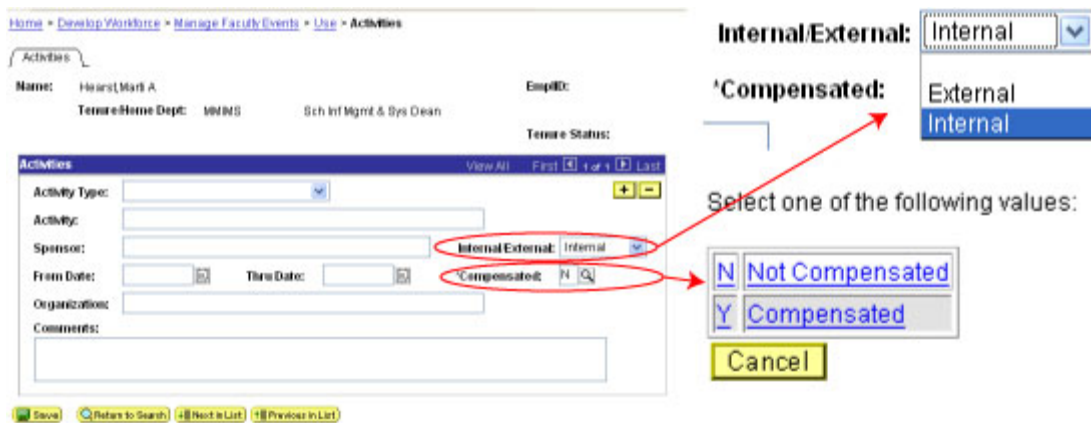 Home > Develop Workforce > Manage Faculty Events > Use > Activities
Activities
Name: Hearst,Marti A EmplID:
Tenure/Home Dept: MMIMS Sch Inf Mgmt & Sys Dean
Tenure Status:
Activities View All First 1 of 1 Last
Activity Type:
Activity:
Sponsor: Internal/External: Internal
From Date: Thru Date: *Compensated: N
Organization:
Comments:
Save Return to Search Next in List Previous in List
Internal/External: Internal
External
Internal
*Compensated:
Select one of the following values:
N Not Compensated
Y Compensated
Cancel